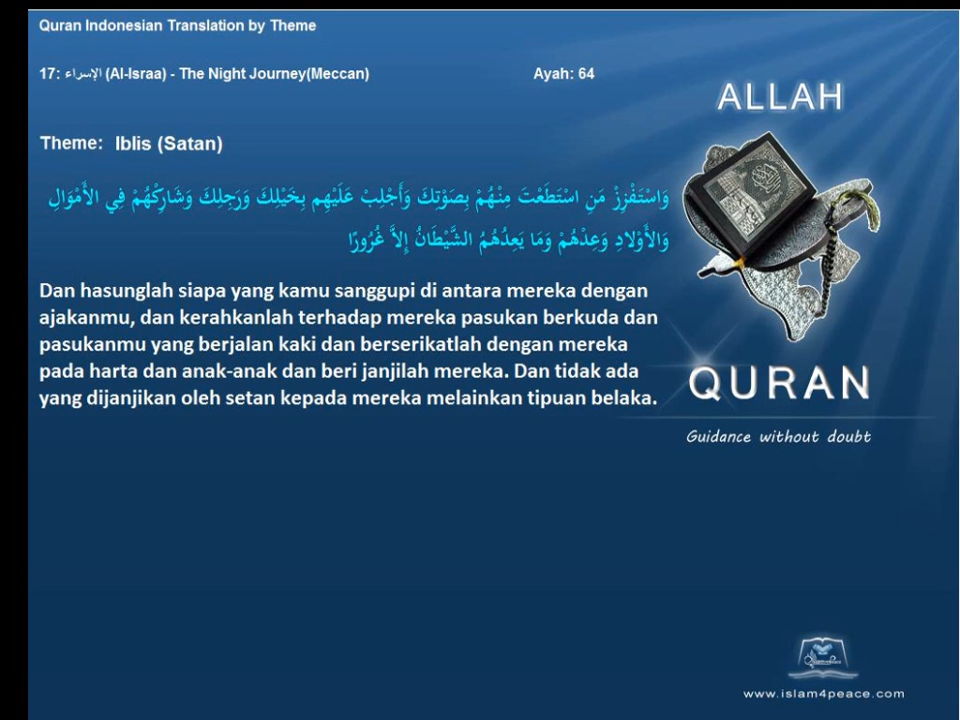 Quran Indonesian Translation by Theme
17: الإسراء (Al-Israa) - The Night Journey(Meccan) Ayah: 64
ALLAH
Theme: Iblis (Satan)
وَاسْتَفْزِزْ مَنِ اسْتَطَعْتَ مِنْهُمْ بِصَوْتِكَ وَأَجْلِبْ عَلَيْهِم بِخَيْلِكَ وَرَجِلِكَ وَشَارِكْهُمْ فِي الأَمْوَالِ
وَالأَوْلادِ وَعِدْهُمْ وَمَا يَعِدُهُمُ الشَّيْطَانُ إِلاَّ غُرُورًا
Dan hasunglah siapa yang kamu sanggupi di antara mereka dengan
ajakanmu, dan kerahkanlah terhadap mereka pasukan berkuda dan
pasukanmu yang berjalan kaki dan berserikatlah dengan mereka
pada harta dan anak-anak dan beri janjilah mereka. Dan tidak ada
yang dijanjikan oleh setan kepada mereka melainkan tipuan belaka.
QURAN
Guidance without doubt
www.islam4peace.com